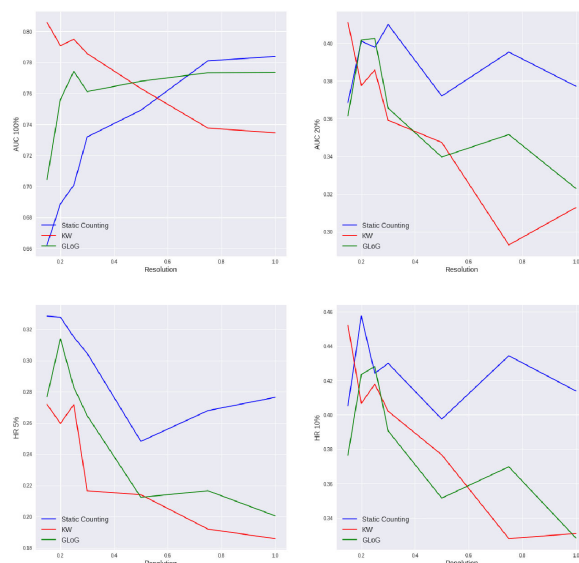 0.80
0.78
0.76
0.74
0.72
0.70
0.68
0.66
AUC 100%
Static Counting
KW
GLoG
0.2 0.4 0.6 0.8 1.0
Resolution
0.40
0.38
0.36
0.34
0.32
0.30
AUC 20%
Static Counting
KW
GLoG
0.2 0.4 0.6 0.8 1.0
Resolution
0.32
0.30
0.28
0.26
0.24
0.22
0.20
0.18
HR 5%
Static Counting
KW
GLoG
0.2 0.4 0.6 0.8 1.0
Resolution
0.46
0.44
0.42
0.40
0.38
0.36
0.34
HR 10%
Static Counting
KW
GLoG
0.2 0.4 0.6 0.8 1.0
Resolution